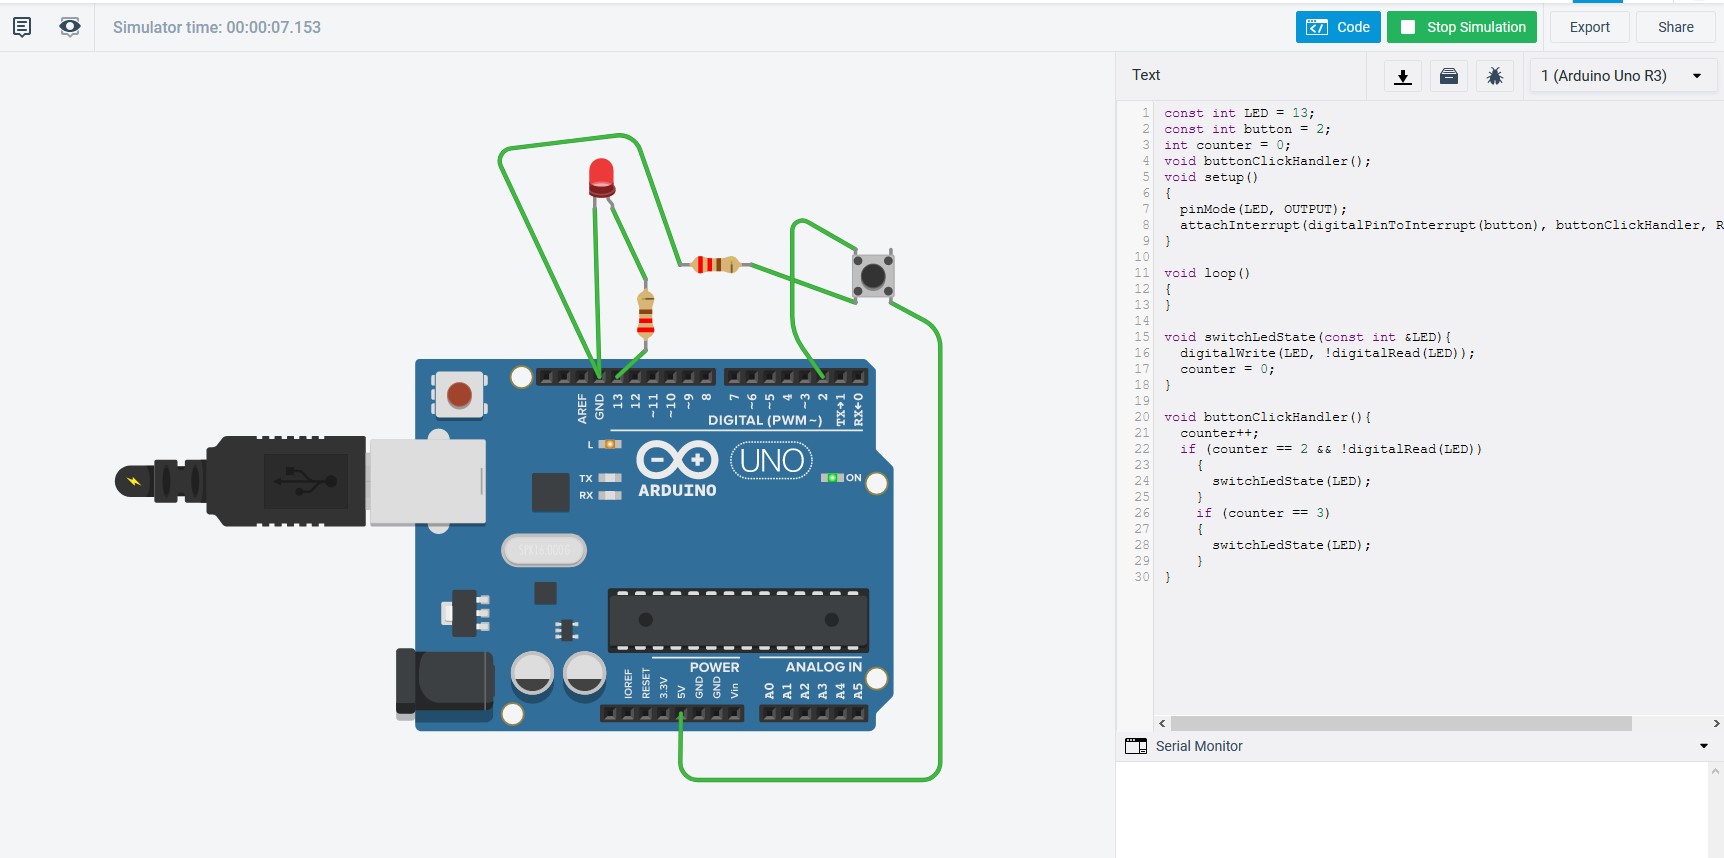 Simulator time: 00:00:07.153
Code
Stop Simulation
Export
Share
Text
1 (Arduino Uno R3)
1 const int LED = 13;
2 const int button = 2;
3 int counter = 0;
4 void buttonClickHandler();
5 void setup()
6 {
7 pinMode(LED, OUTPUT);
8 attachInterrupt(digitalPinToInterrupt(button), buttonClickHandler, R
9 }
10
11 void loop()
12 {
13 }
14
15 void switchLedState(const int &LED){
16 digitalWrite(LED, !digitalRead(LED));
17 counter = 0;
18 }
19
20 void buttonClickHandler(){
21 counter++;
22 if (counter == 2 && !digitalRead(LED))
23 {
24 switchLedState(LED);
25 }
26 if (counter == 3)
27 {
28 switchLedState(LED);
29 }
30 }
Serial Monitor
AREF
GND
13
12
~11
~10
~9
8
7
~6
~5
4
~3
2
TX→1
RX←0
DIGITAL (PWM~)
L
TX
RX
ARDUINO
UNO
ON
POWER
ANALOG IN
IOREF
RESET
3.3V
5V
GND
GND
Vin
A0
A1
A2
A3
A4
A5